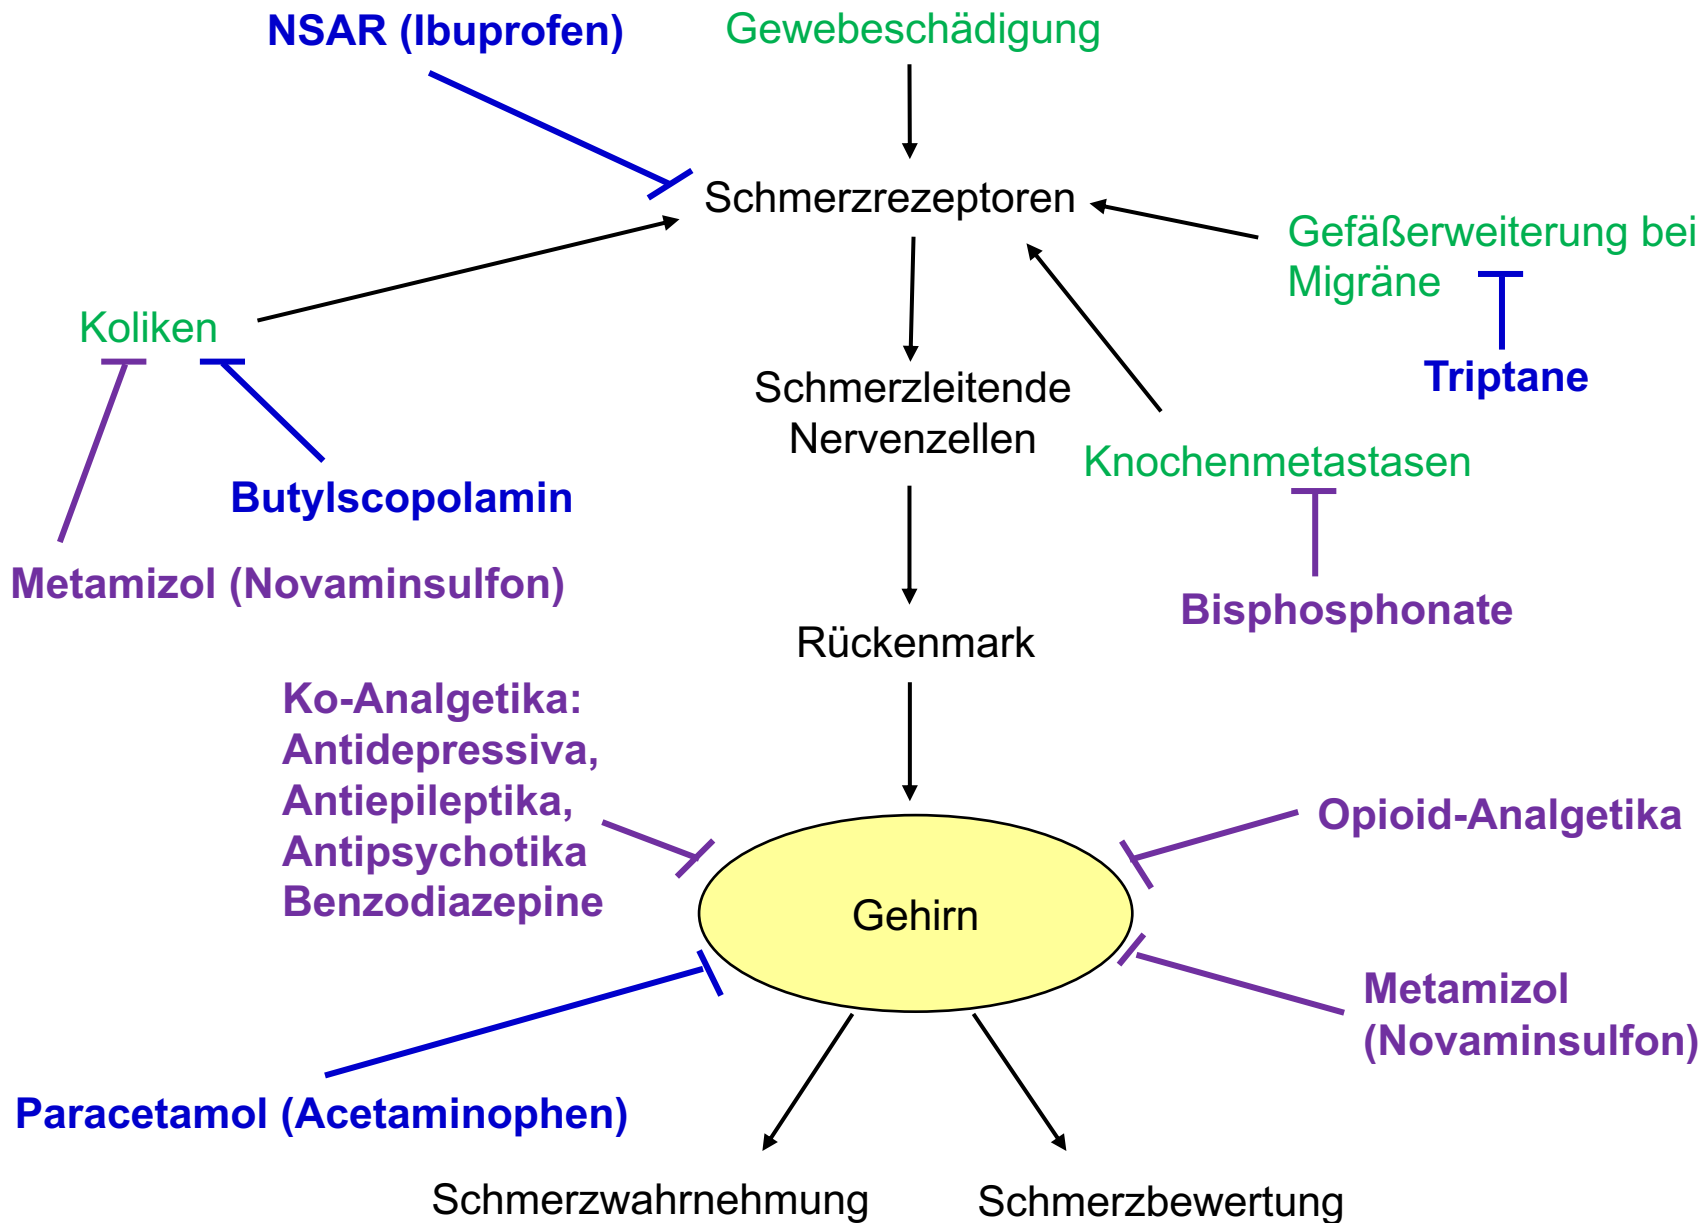 NSAR (Ibuprofen)
Gewebeschädigung
Schmerzrezeptoren
Gefäßerweiterung bei
Migräne
Koliken
Triptane
Schmerzleitende
Nervenzellen
Knochenmetastasen
Butylscopolamin
Metamizol (Novaminsulfon)
Bisphosphonate
Rückenmark
Ko-Analgetika:
Antidepressiva,
Antiepileptika,
Antipsychotika
Benzodiazepine
Opioid-Analgetika
Gehirn
Metamizol
(Novaminsulfon)
Paracetamol (Acetaminophen)
Schmerzwahrnehmung
Schmerzbewertung